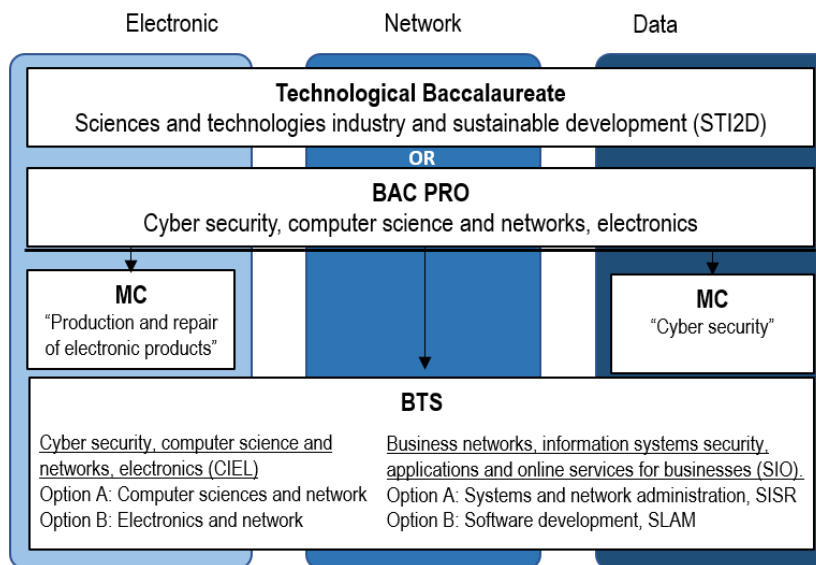 Electronic
Network
Data
Technological Baccalaureate
Sciences and technologies industry and sustainable development (STI2D)
OR
BAC PRO
Cyber security, computer science and networks, electronics
MC
“Production and repair
of electronic products”
MC
“Cyber security”
BTS
Cyber security, computer science and
networks, electronics (CIEL)
Option A: Computer sciences and network
Option B: Electronics and network
Business networks, information systems security,
applications and online services for businesses (SIO).
Option A: Systems and network administration, SISR
Option B: Software development, SLAM